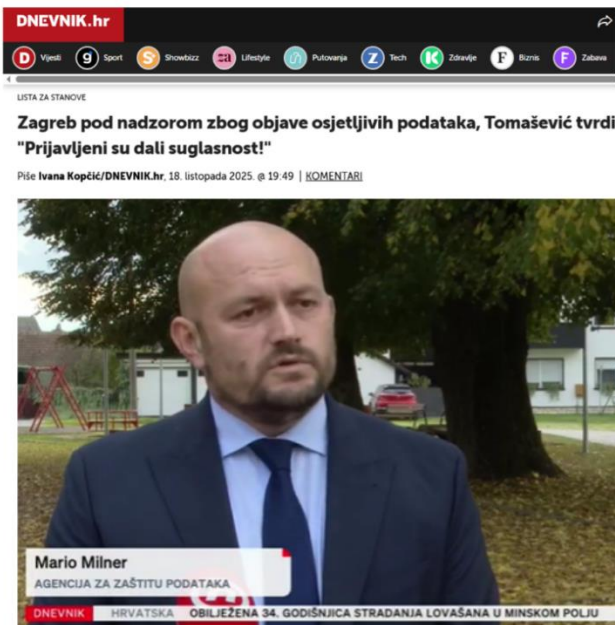 DNEVNIK.hr
D Vijesti g Sport S Showbizz za Lifestyle Putovanja Z Tech K Zdravlje F Biznis F Zabava
LISTA ZA STANOVE
Zagreb pod nadzorom zbog objave osjetljivih podataka, Tomašević tvrdi
"Prijavljeni su dali suglasnost!"
Piše Ivana Kopčić/DNEVNIK.hr, 18. listopada 2025. @ 19:49 | KOMENTARI
Mario Milner
AGENCIJA ZA ZAŠTITU PODATAKA
DNEVNIK HRVATSKA OBILJEŽENA 34. GODIŠNJICA STRADANJA LOVAŠANA U MINSKOM POLJU